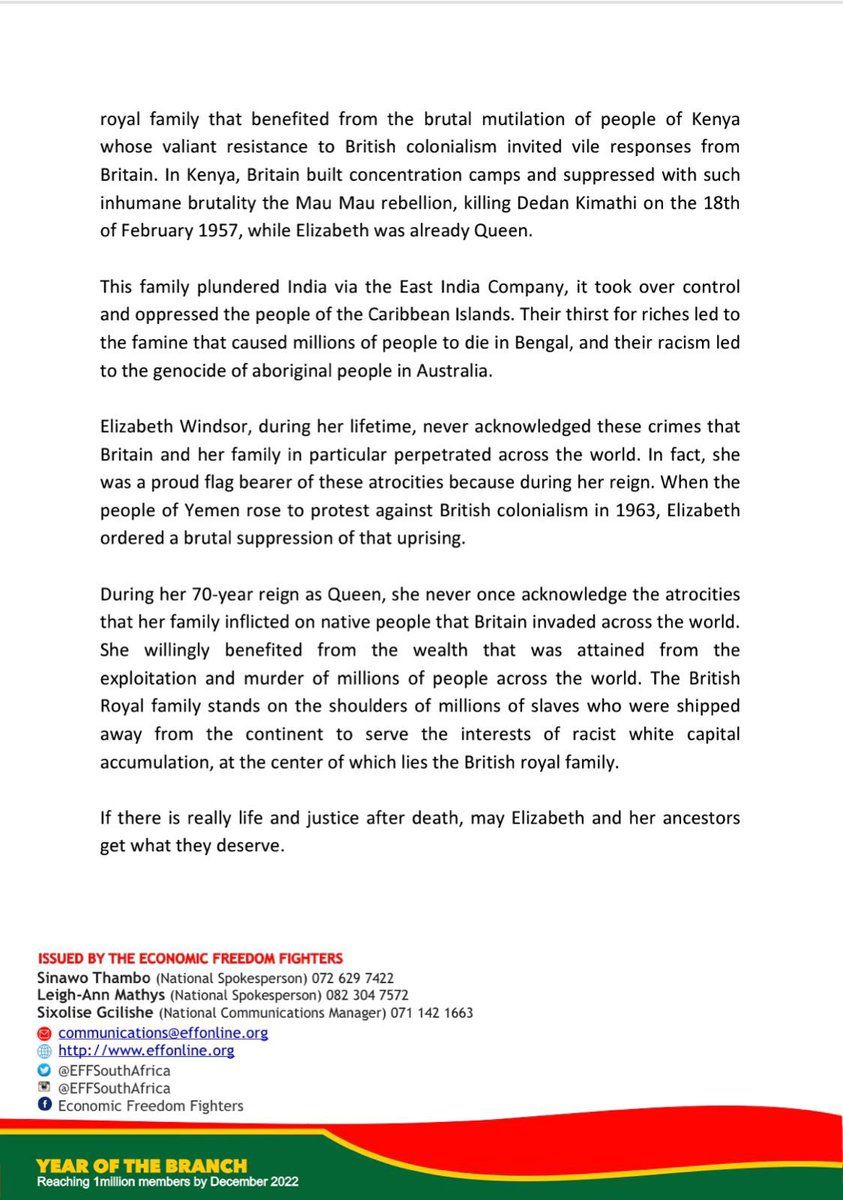 royal family that benefited from the brutal mutilation of people of Kenya
whose valiant resistance to British colonialism invited vile responses from
Britain. In Kenya, Britain built concentration camps and suppressed with such
inhumane brutality the Mau Mau rebellion, killing Dedan Kimathi on the 18th
of February 1957, while Elizabeth was already Queen.
This family plundered India via the East India Company, it took over control
and oppressed the people of the Caribbean Islands. Their thirst for riches led to
the famine that caused millions of people to die in Bengal, and their racism led
to the genocide of aboriginal people in Australia.
Elizabeth Windsor, during her lifetime, never acknowledged these crimes that
Britain and her family in particular perpetrated across the world. In fact, she
was a proud flag bearer of these atrocities because during her reign. When the
people of Yemen rose to protest against British colonialism in 1963, Elizabeth
ordered a brutal suppression of that uprising.
During her 70-year reign as Queen, she never once acknowledge the atrocities
that her family inflicted on native people that Britain invaded across the world.
She willingly benefited from the wealth that was attained from the
exploitation and murder of millions of people across the world. The British
Royal family stands on the shoulders of millions of slaves who were shipped
away from the continent to serve the interests of racist white capital
accumulation, at the center of which lies the British royal family.
If there is really life and justice after death, may Elizabeth and her ancestors
get what they deserve.
ISSUED BY THE ECONOMIC FREEDOM FIGHTERS
Sinawo Thambo (National Spokesperson) 072 629 7422
Leigh-Ann Mathys (National Spokesperson) 082 304 7572
Sixolise Gcilishe (National Communications Manager) 071 142 1663
communications@effonline.org
http://www.effonline.org
@EFFSouthAfrica
@EFFSouthAfrica
Economic Freedom Fighters
YEAR OF THE BRANCH
Reaching 1million members by December 2022